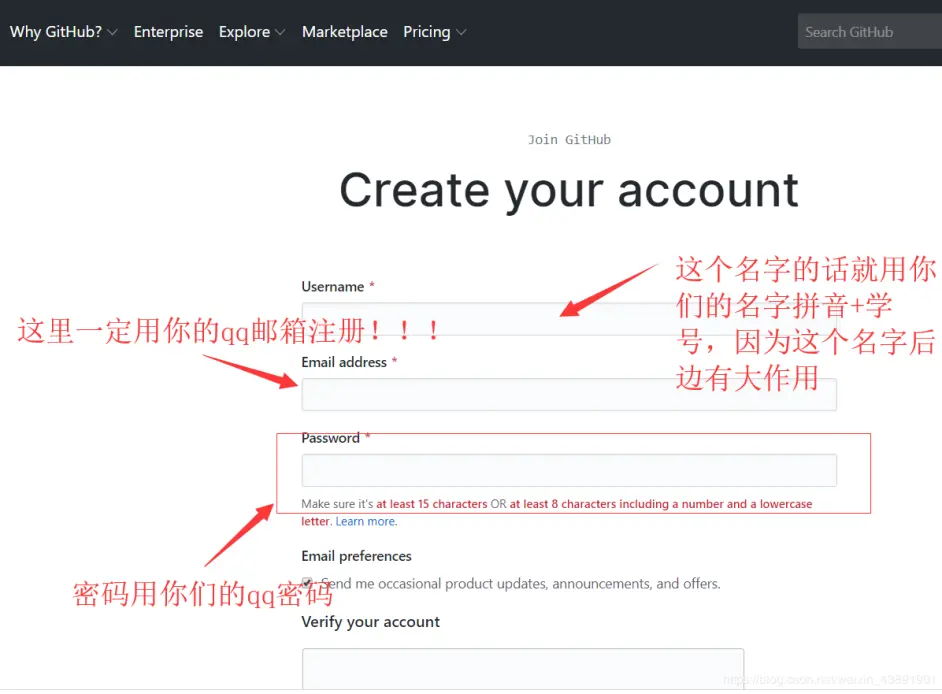 Why GitHub? Enterprise Explore Marketplace Pricing Search GitHub
Join GitHub
Create your account
这个名字的话就用你
们的名字拼音+学
号，因为这个名字后
边有大作用
Username *
这里一定用你的qq邮箱注册！！！
Email address *
Password *
Make sure it's at least 15 characters OR at least 8 characters including a number and a lowercase
letter. Learn more.
Email preferences
Send me occasional product updates, announcements, and offers.
密码用你们的qq密码
Verify your account
https://blog.csdn.net/weixin_43891901